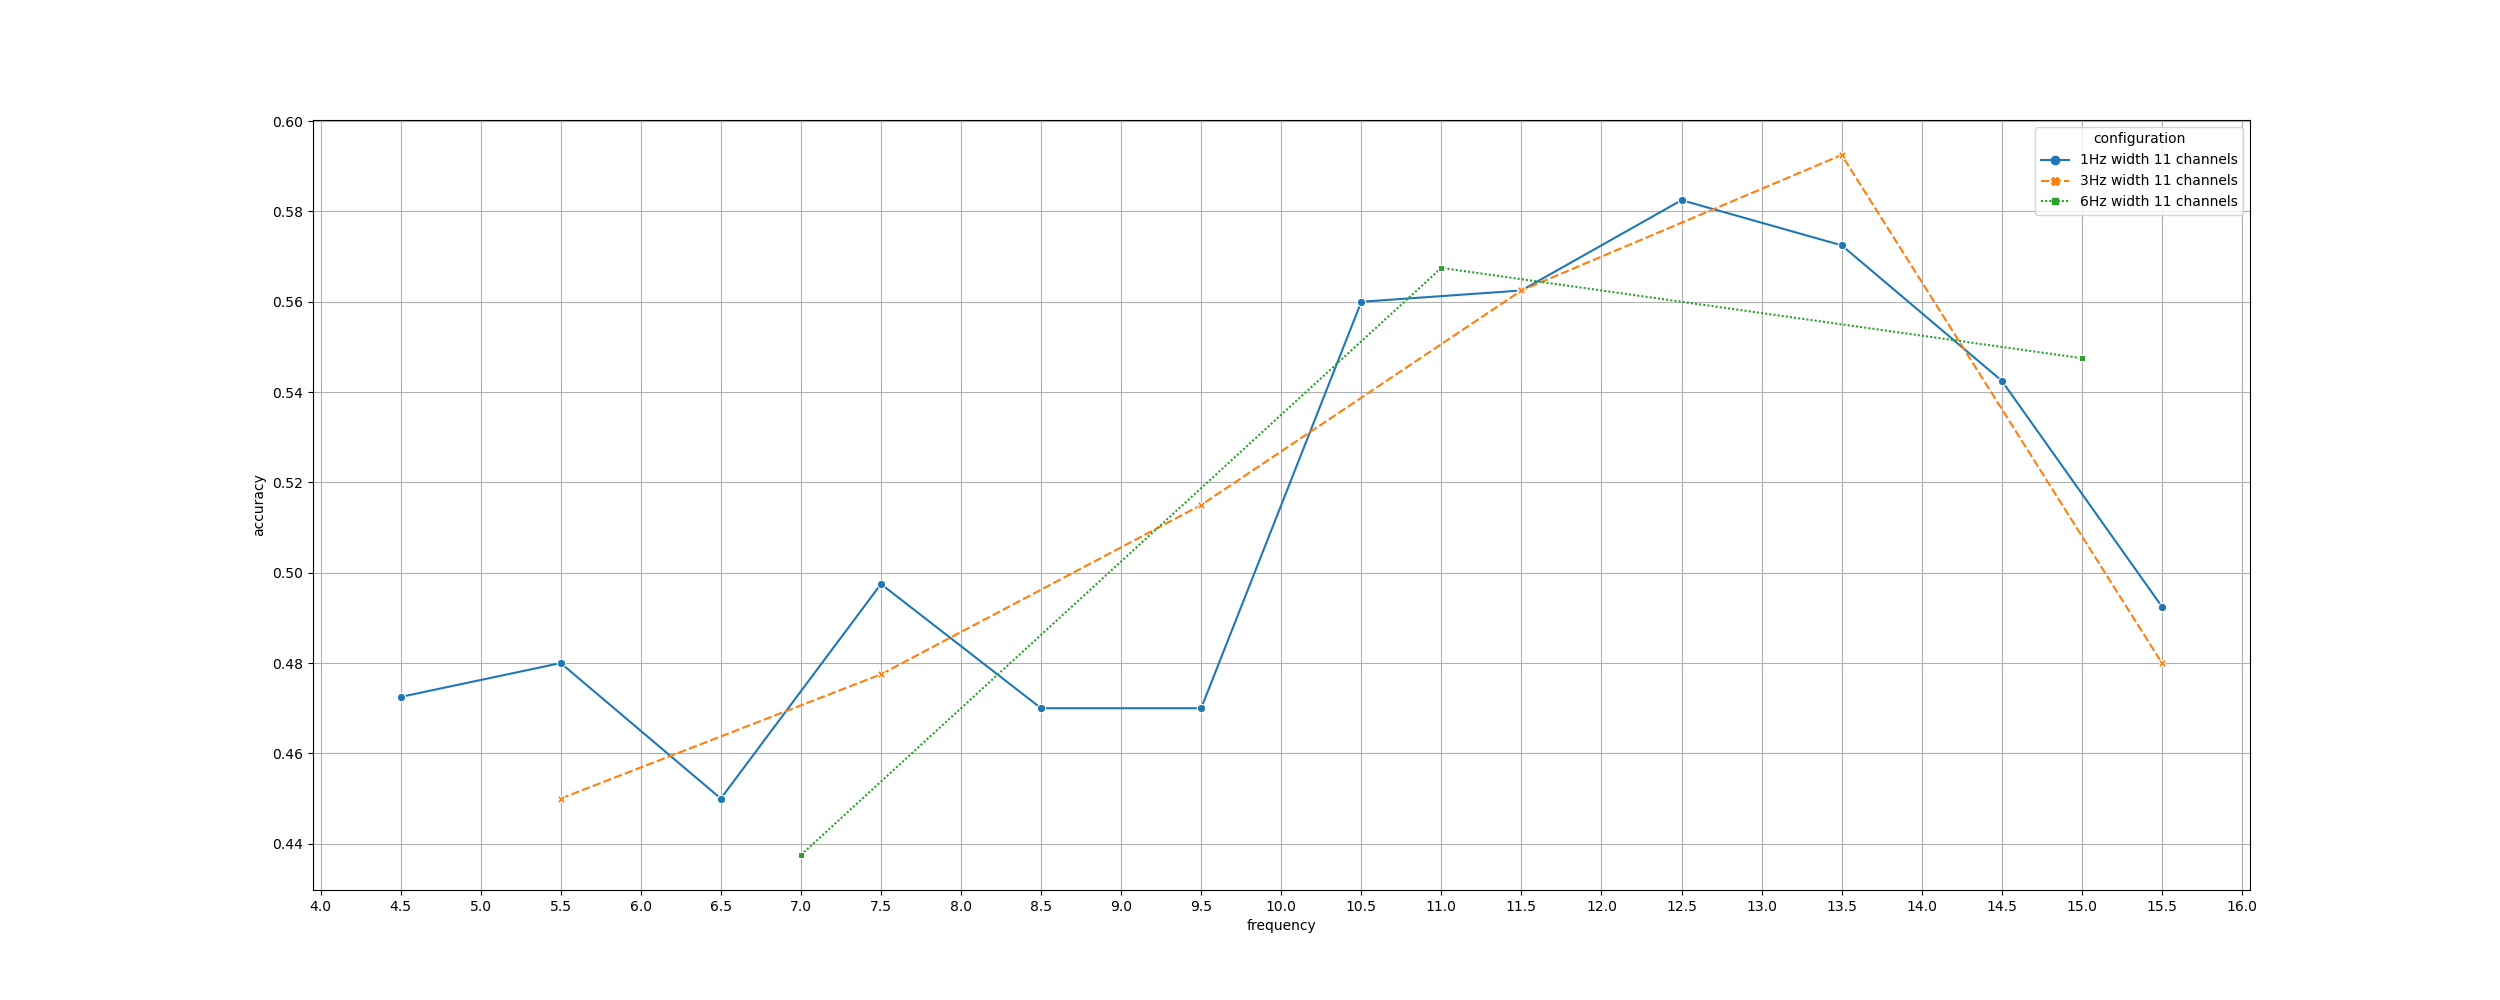 0.60
0.58
0.56
0.54
0.52
0.50
0.48
0.46
0.44
accuracy
configuration
1Hz width 11 channels
3Hz width 11 channels
6Hz width 11 channels
4.0 4.5 5.0 5.5 6.0 6.5 7.0 7.5 8.0 8.5 9.0 9.5 10.0 10.5 11.0 11.5 12.0 12.5 13.0 13.5 14.0 14.5 15.0 15.5 16.0
frequency